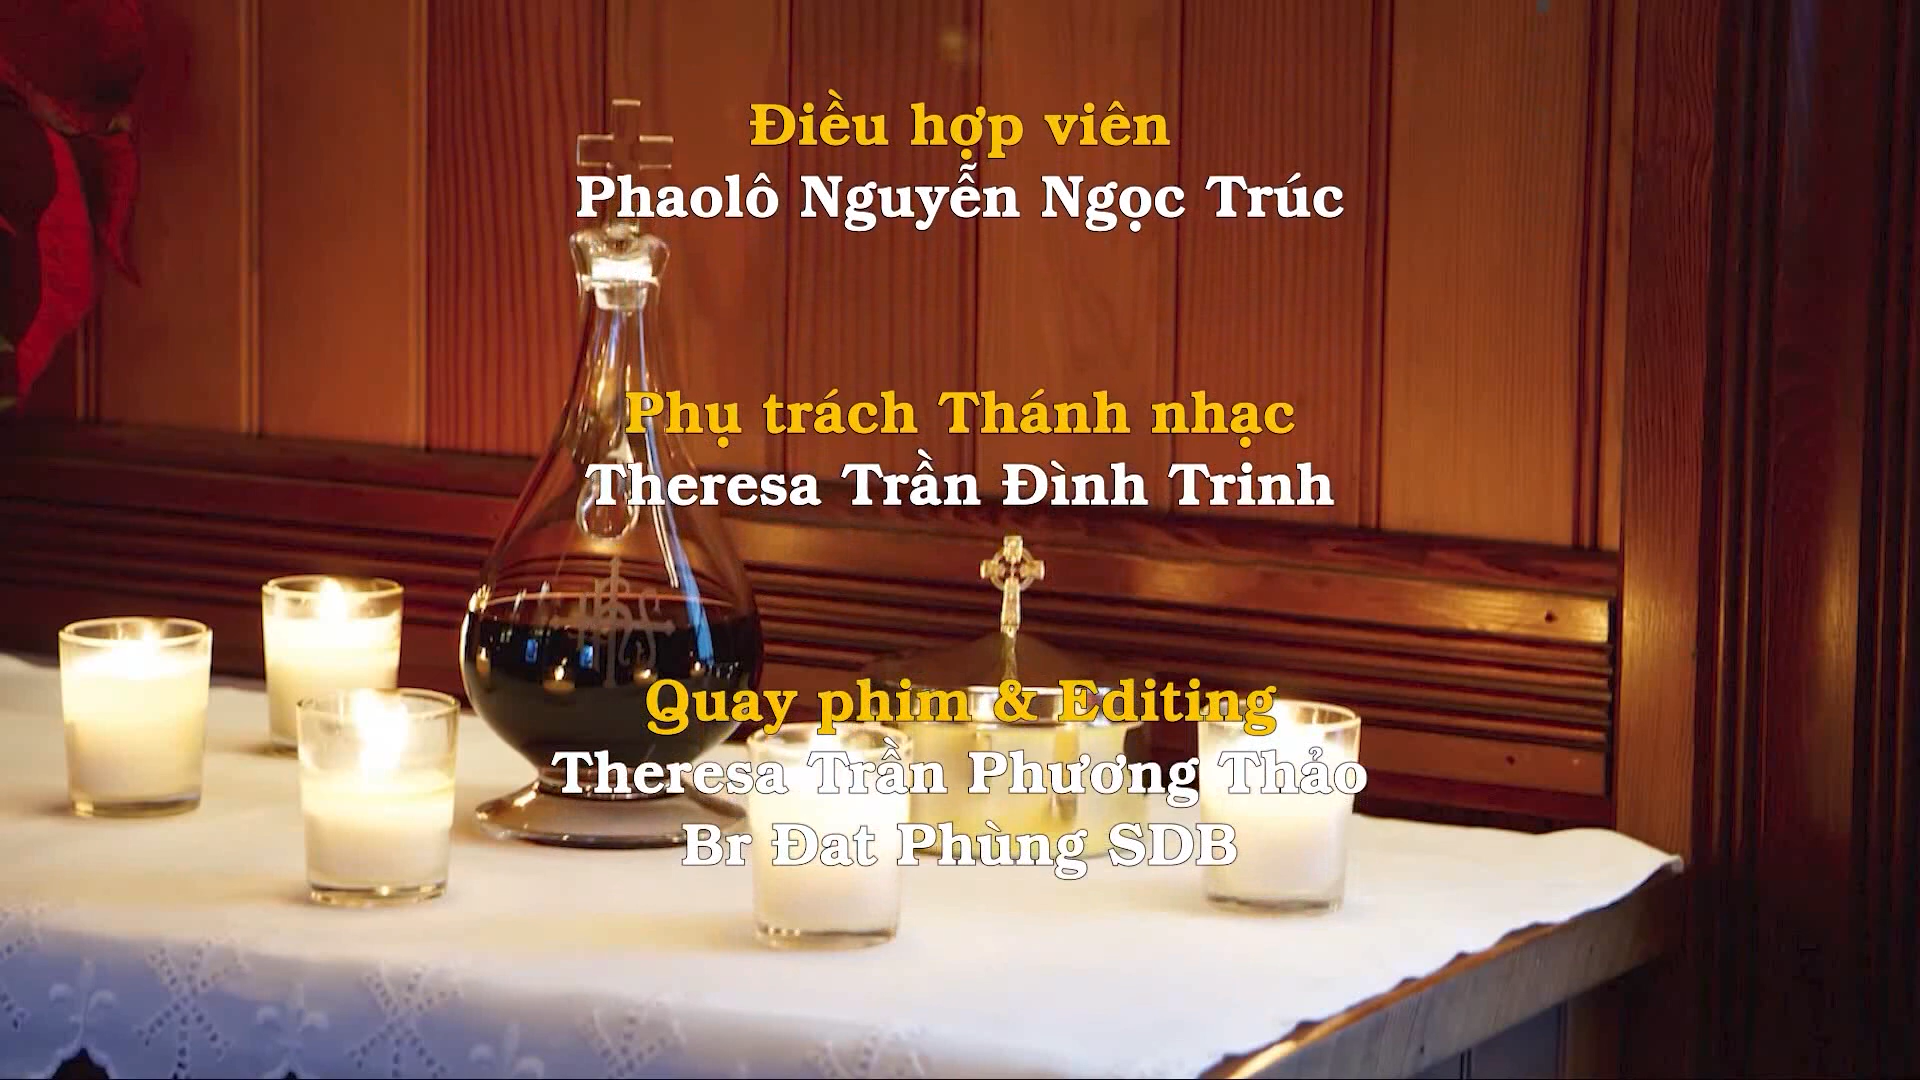 Điều hợp viên
Phaolô Nguyễn Ngọc Trúc
Phụ trách Thánh nhạc
Theresa Trần Đình Trinh
Quay phim & Editing
Theresa Trần Phương Thảo
Br Đat Phùng SDB